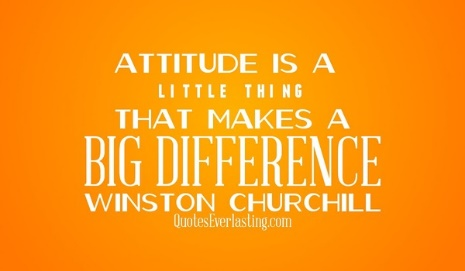 ATTITUDE IS A
LITTLE THING
THAT MAKES A
BIG DIFFERENCE
WINSTON CHURCHILL
QuotesEverlasting.com